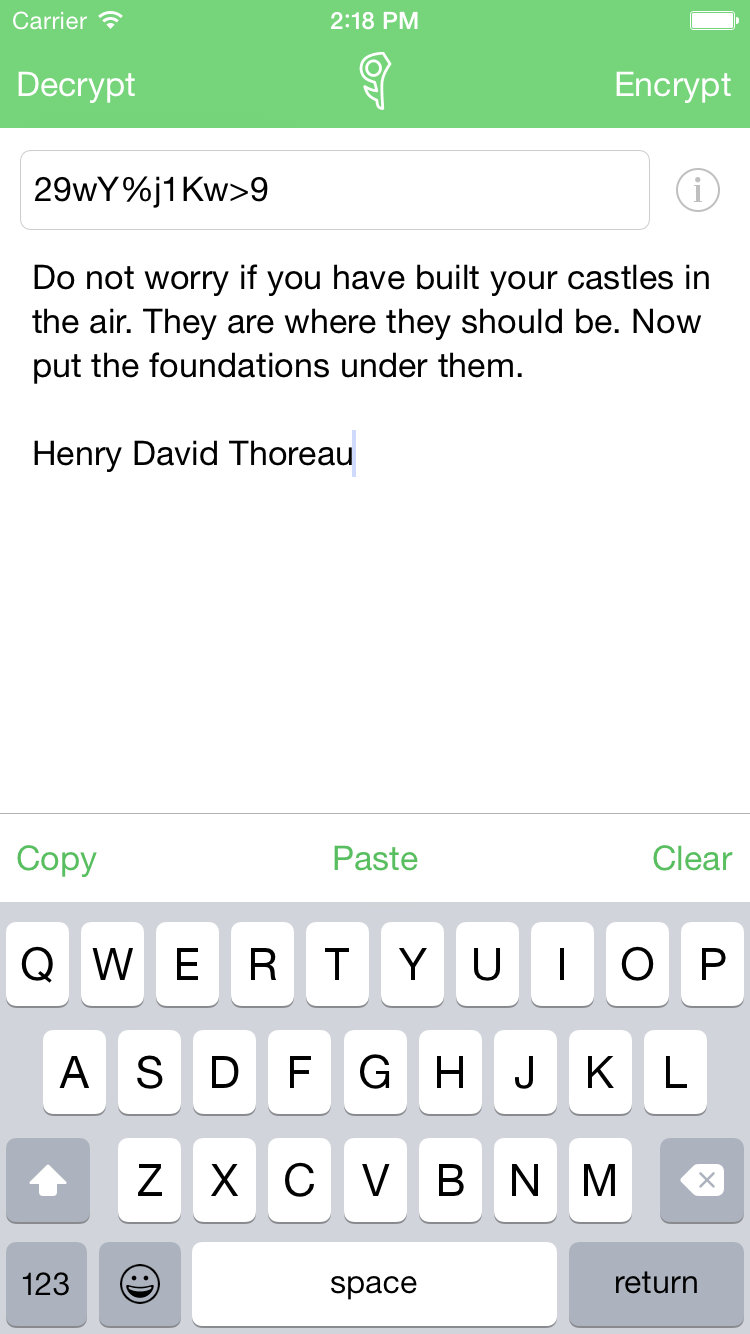 Carrier 2:18 PM
Decrypt Encrypt
29wY%j1Kw>9 i
Do not worry if you have built your castles in
the air. They are where they should be. Now
put the foundations under them.
Henry David Thoreau
Copy Paste Clear
Q W E R T Y U I O P
A S D F G H J K L
Z X C V B N M
123 space return